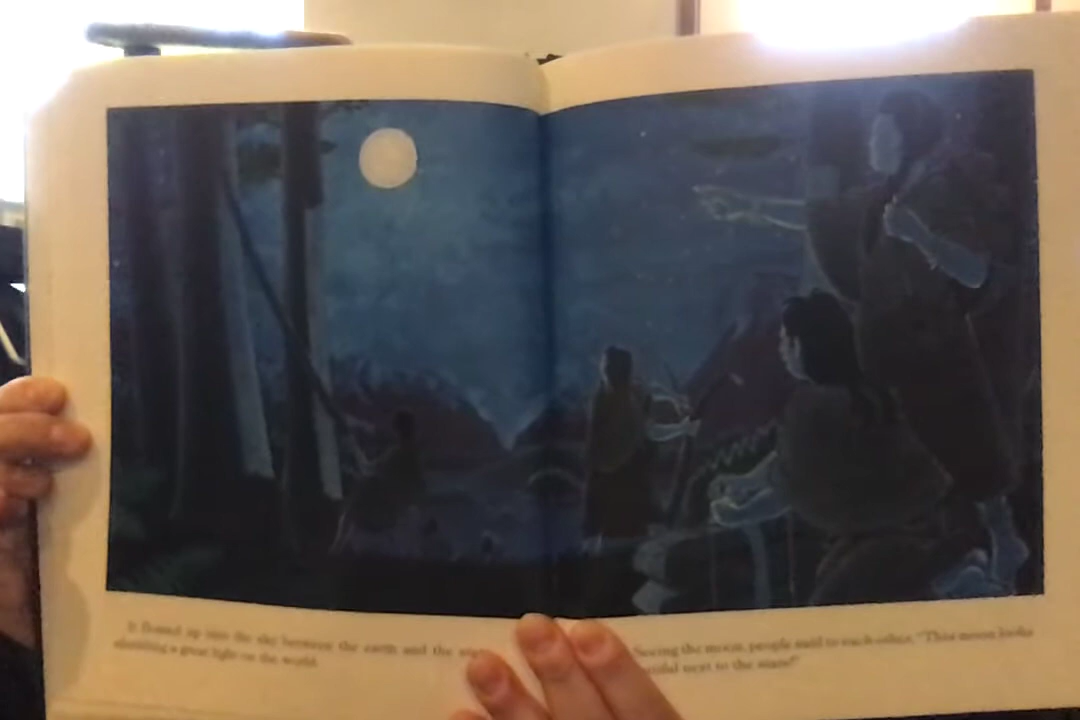 It floated up into the sky between the earth and the
a great light on the world.
Seeing the moon, people said to each other, "This moon looks
next to the stars!"